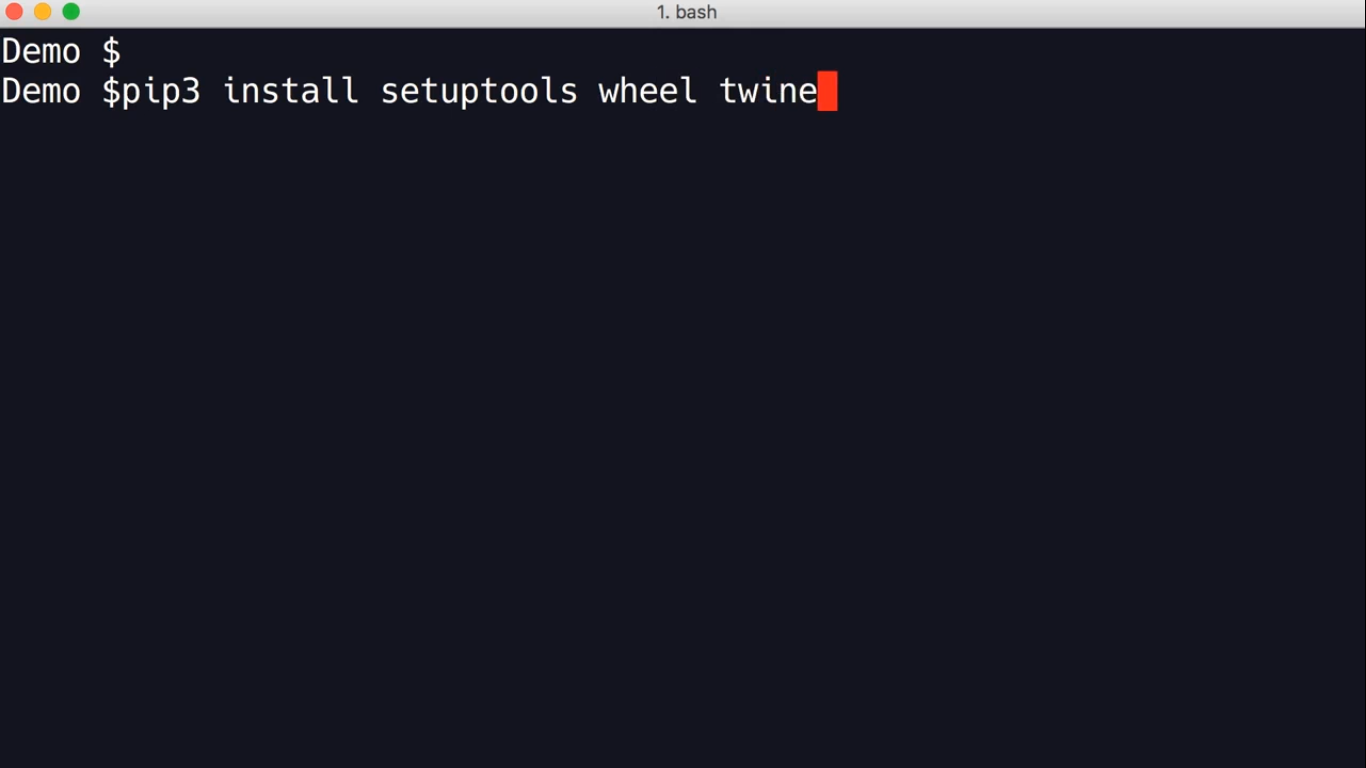 1. bash
Demo $
Demo $pip3 install setuptools wheel twine